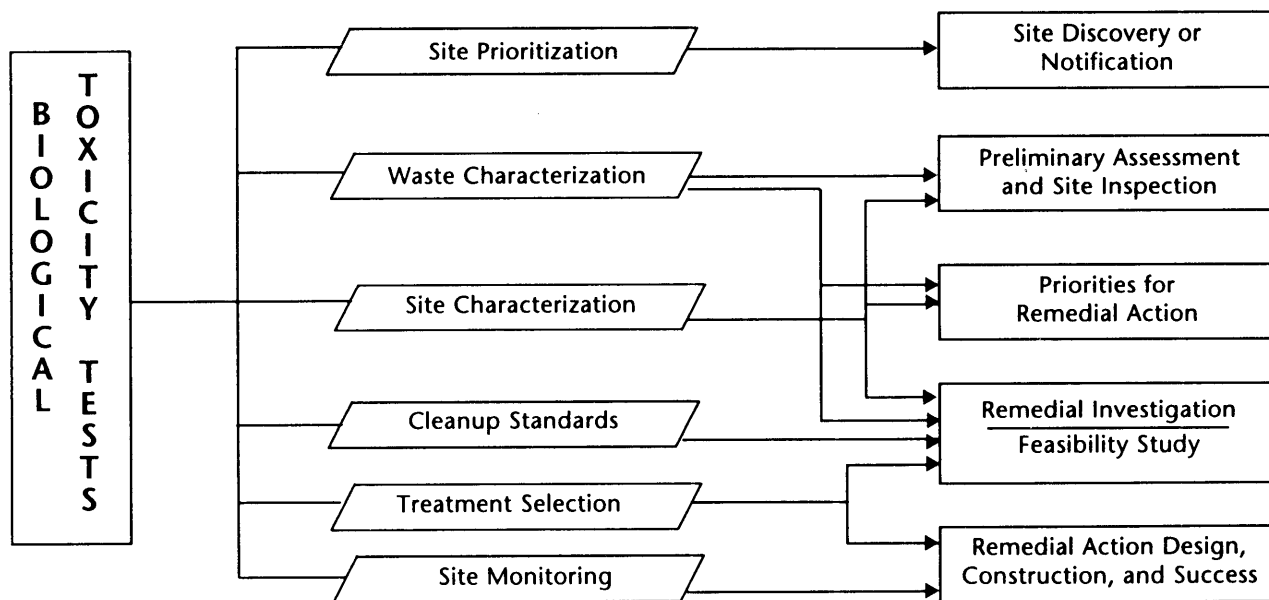 BIOLOGICAL
TOXICITY TESTS
Site Prioritization
Site Discovery or
Notification
Waste Characterization
Preliminary Assessment
and Site Inspection
Site Characterization
Priorities for
Remedial Action
Cleanup Standards
Remedial Investigation
Feasibility Study
Treatment Selection
Site Monitoring
Remedial Action Design,
Construction, and Success